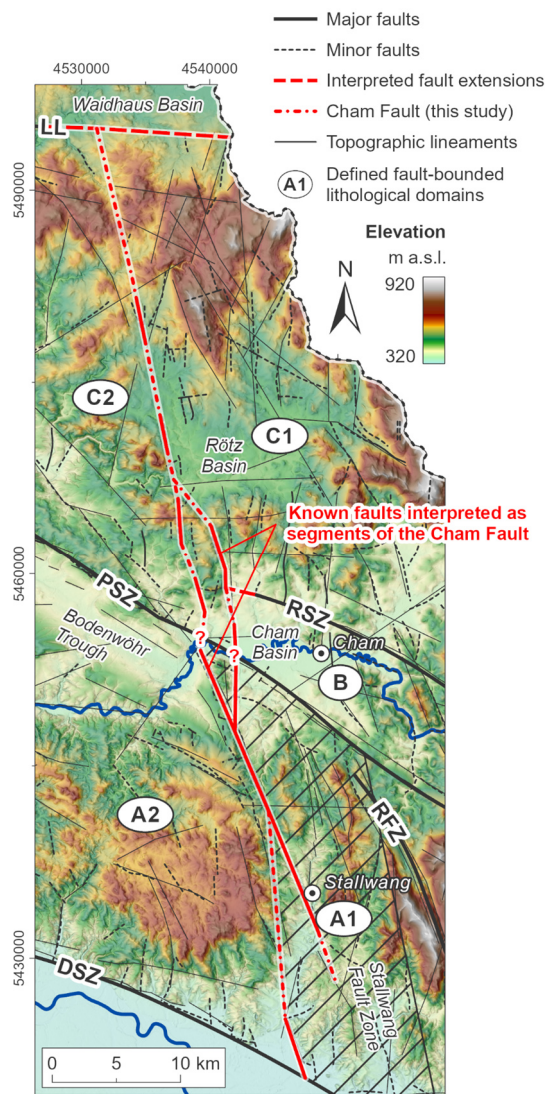 4530000
4540000
Major faults
Minor faults
Interpreted fault extensions
Cham Fault (this study)
Topographic lineaments
A1
Defined fault-bounded
lithological domains
Waidhaus Basin
LL
5490000
Elevation
m a.s.l.
920
320
N
C2
C1
Rötz
Basin
Known faults interpreted as
segments of the Cham Fault
5460000
PSZ
RSZ
Bodenwöhr
Trough
?
?
Cham
Basin
Cham
B
A2
RFZ
Stallwang
A1
Stallwang
Fault Zone
5430000
DSZ
0 5 10 km